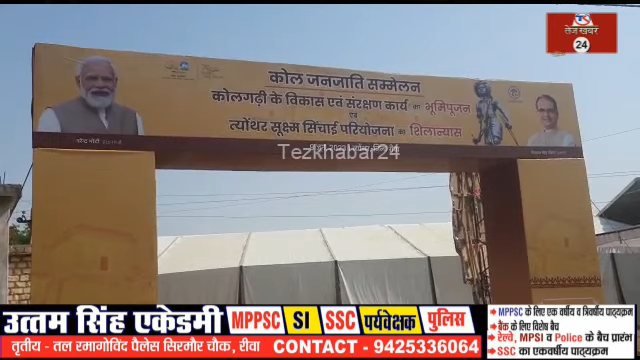 तेज खबर
24
कोल जनजाति सम्मेलन
कोलगढ़ी के विकास एवं संरक्षण कार्य का भूमिपूजन
एवं
त्योंथर सूक्ष्म सिंचाई परियोजना का शिलान्यास
नरेन्द्र मोदी
Tezkhabar24
उत्तम सिंह एकेडमी MPPSC SI SSC पर्यवेक्षक पुलिस
तृतीय - तल रमागोविंद पैलेस सिरमौर चौक, रीवा CONTACT - 9425336064
MPPSC के लिए एक वर्षीय व त्रिवर्षीय पाठ्यक्रम
बैंक के लिए विशेष बैच
रेल्वे, MPSI व Police के बैच प्रारंभ
SSC का एकवर्षीय पाठ्यक्रम